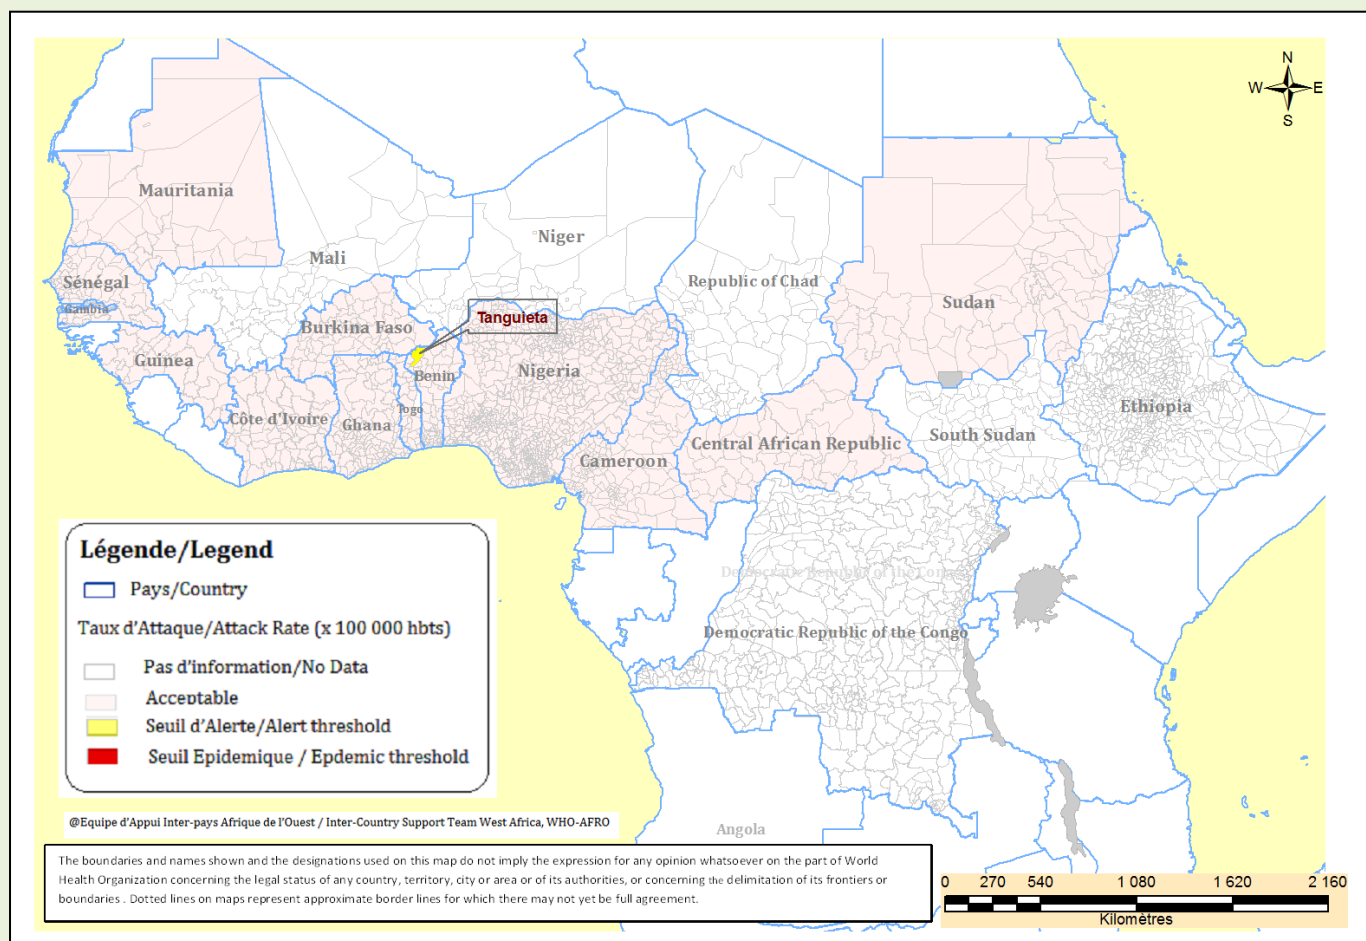 N
W E
S
Mauritania
Mali
Niger
Republic of Chad
Sénégal
Gambia
Sudan
Tanguieta
Burkina Faso
Guinea
Benin
Nigeria
Togo
Côte d'Ivoire
Ghana
Ethiopia
South Sudan
Central African Republic
Cameroon
Democratic Republic of the Congo
Democratic Republic of the Congo
Angola
Légende/Legend
Pays/Country
Taux d'Attaque/Attack Rate (x 100 000 hbts)
Pas d'information/No Data
Acceptable
Seuil d'Alerte/Alert threshold
Seuil Epidemique / Epdemic threshold
@Equipe d'Appui Inter-pays Afrique de l'Ouest / Inter-Country Support Team West Africa, WHO-AFRO
The boundaries and names shown and the designations used on this map do not imply the expression for any opinion whatsoever on the part of World
Health Organization concerning the legal status of any country, territory, city or area or of its authorities, or concerning the delimitation of its frontiers or
boundaries . Dotted lines on maps represent approximate border lines for which there may not yet be full agreement.
0 270 540 1 080 1 620 2 160
Kilomètres